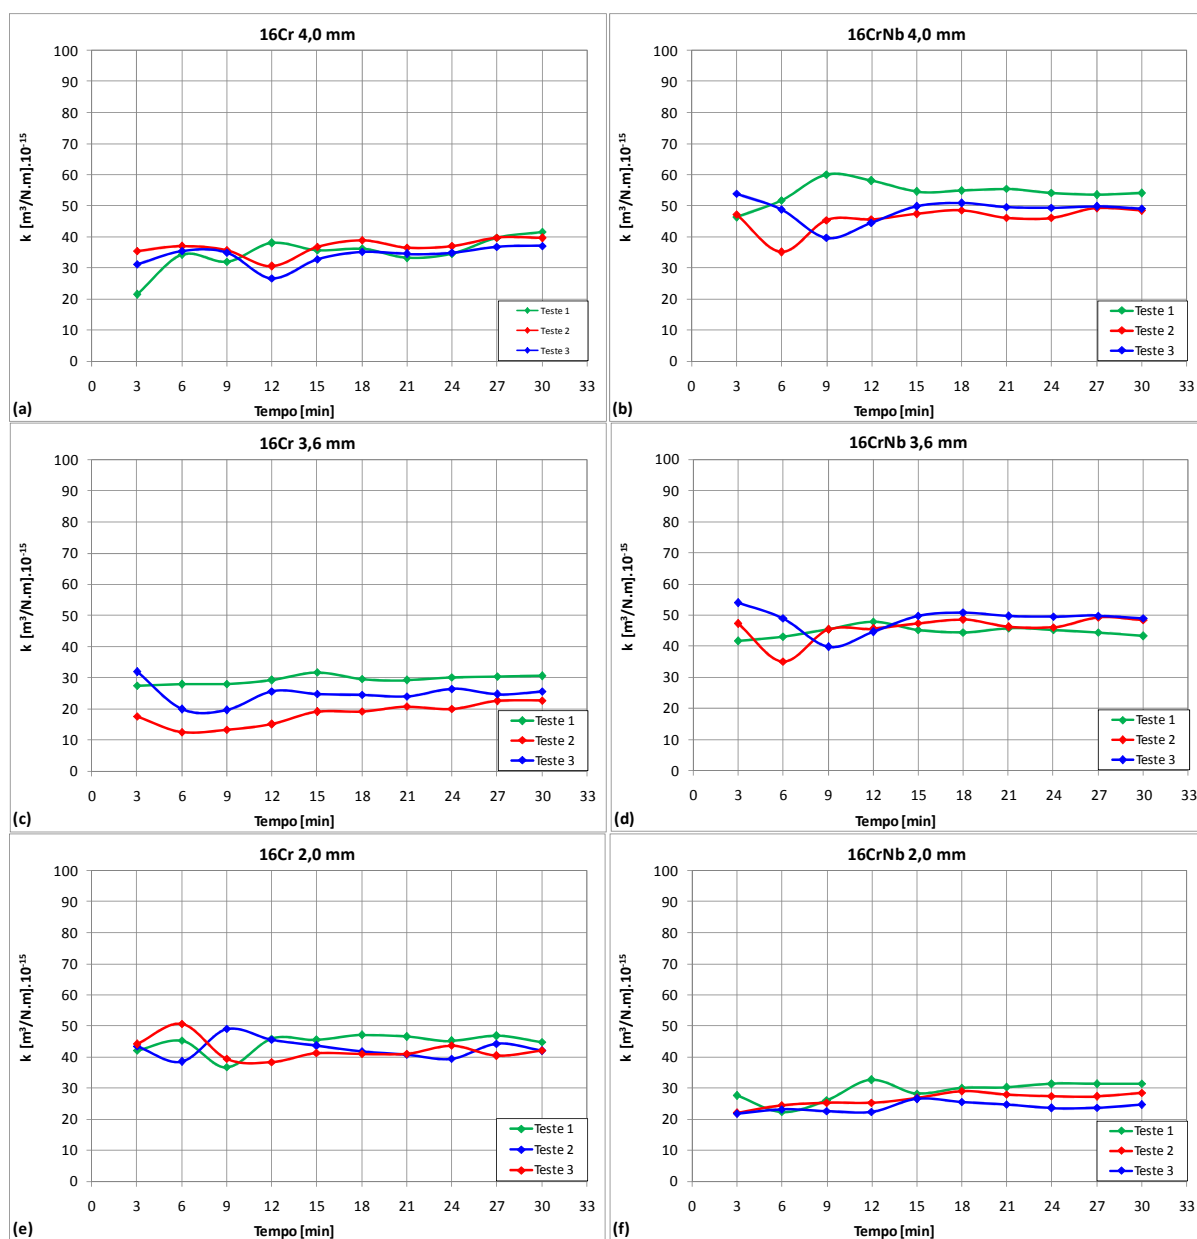 16Cr 4,0 mm
k [m³/N.m].10⁻¹⁵
100
90
80
70
60
50
40
30
20
10
0
0 3 6 9 12 15 18 21 24 27 30 33
Teste 1
Teste 2
Teste 3
(a)
Tempo [min]
16CrNb 4,0 mm
k [m³/N.m].10⁻¹⁵
100
90
80
70
60
50
40
30
20
10
0
0 3 6 9 12 15 18 21 24 27 30 33
Teste 1
Teste 2
Teste 3
(b)
Tempo [min]
16Cr 3,6 mm
k [m³/N.m].10⁻¹⁵
100
90
80
70
60
50
40
30
20
10
0
0 3 6 9 12 15 18 21 24 27 30 33
Teste 1
Teste 2
Teste 3
(c)
Tempo [min]
16CrNb 3,6 mm
k [m³/N.m].10⁻¹⁵
100
90
80
70
60
50
40
30
20
10
0
0 3 6 9 12 15 18 21 24 27 30 33
Teste 1
Teste 2
Teste 3
(d)
Tempo [min]
16Cr 2,0 mm
k [m³/N.m].10⁻¹⁵
100
90
80
70
60
50
40
30
20
10
0
0 3 6 9 12 15 18 21 24 27 30 33
Teste 1
Teste 2
Teste 3
(e)
Tempo [min]
16CrNb 2,0 mm
k [m³/N.m].10⁻¹⁵
100
90
80
70
60
50
40
30
20
10
0
0 3 6 9 12 15 18 21 24 27 30 33
Teste 1
Teste 2
Teste 3
(f)
Tempo [min]